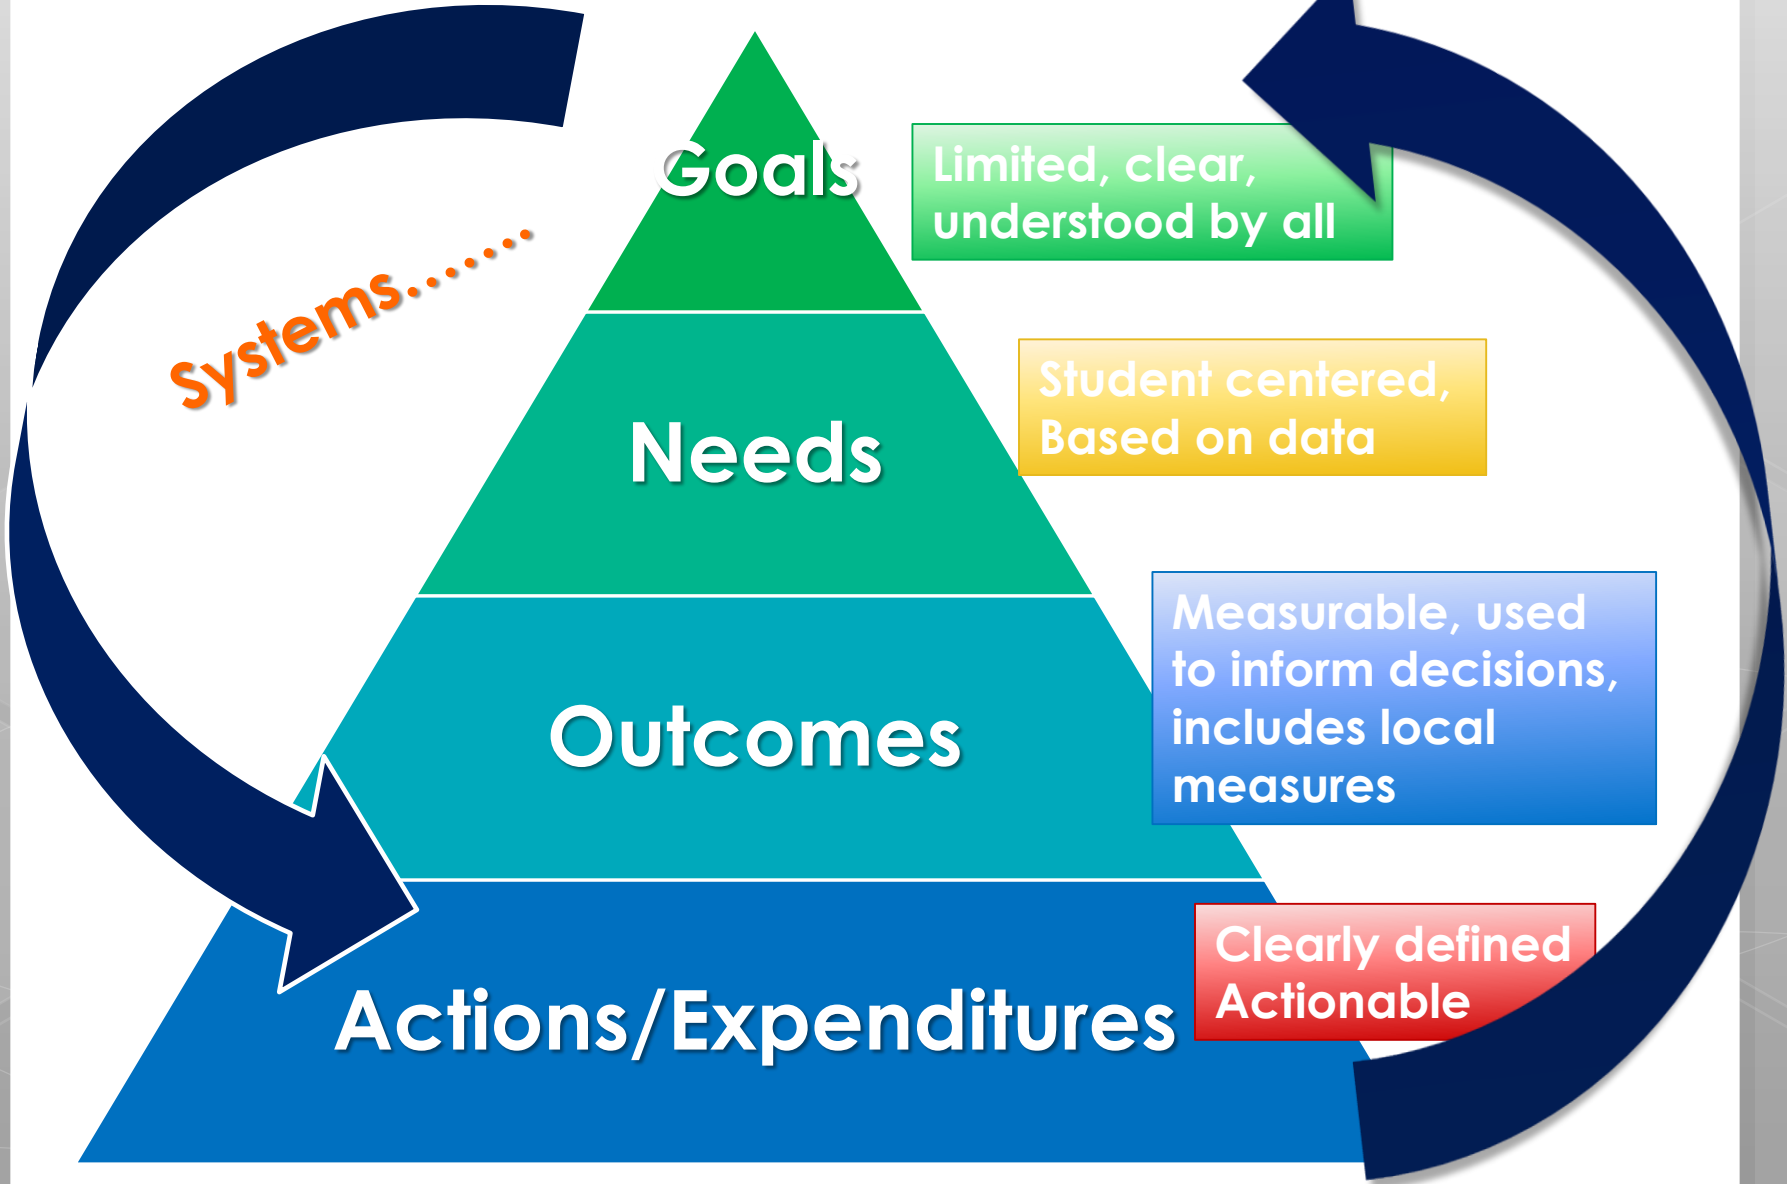 Goals
Limited, clear,
understood by all
Systems.......
Needs
Student centered,
Based on data
Outcomes
Measurable, used
to inform decisions,
includes local
measures
Actions/Expenditures
Clearly defined
Actionable